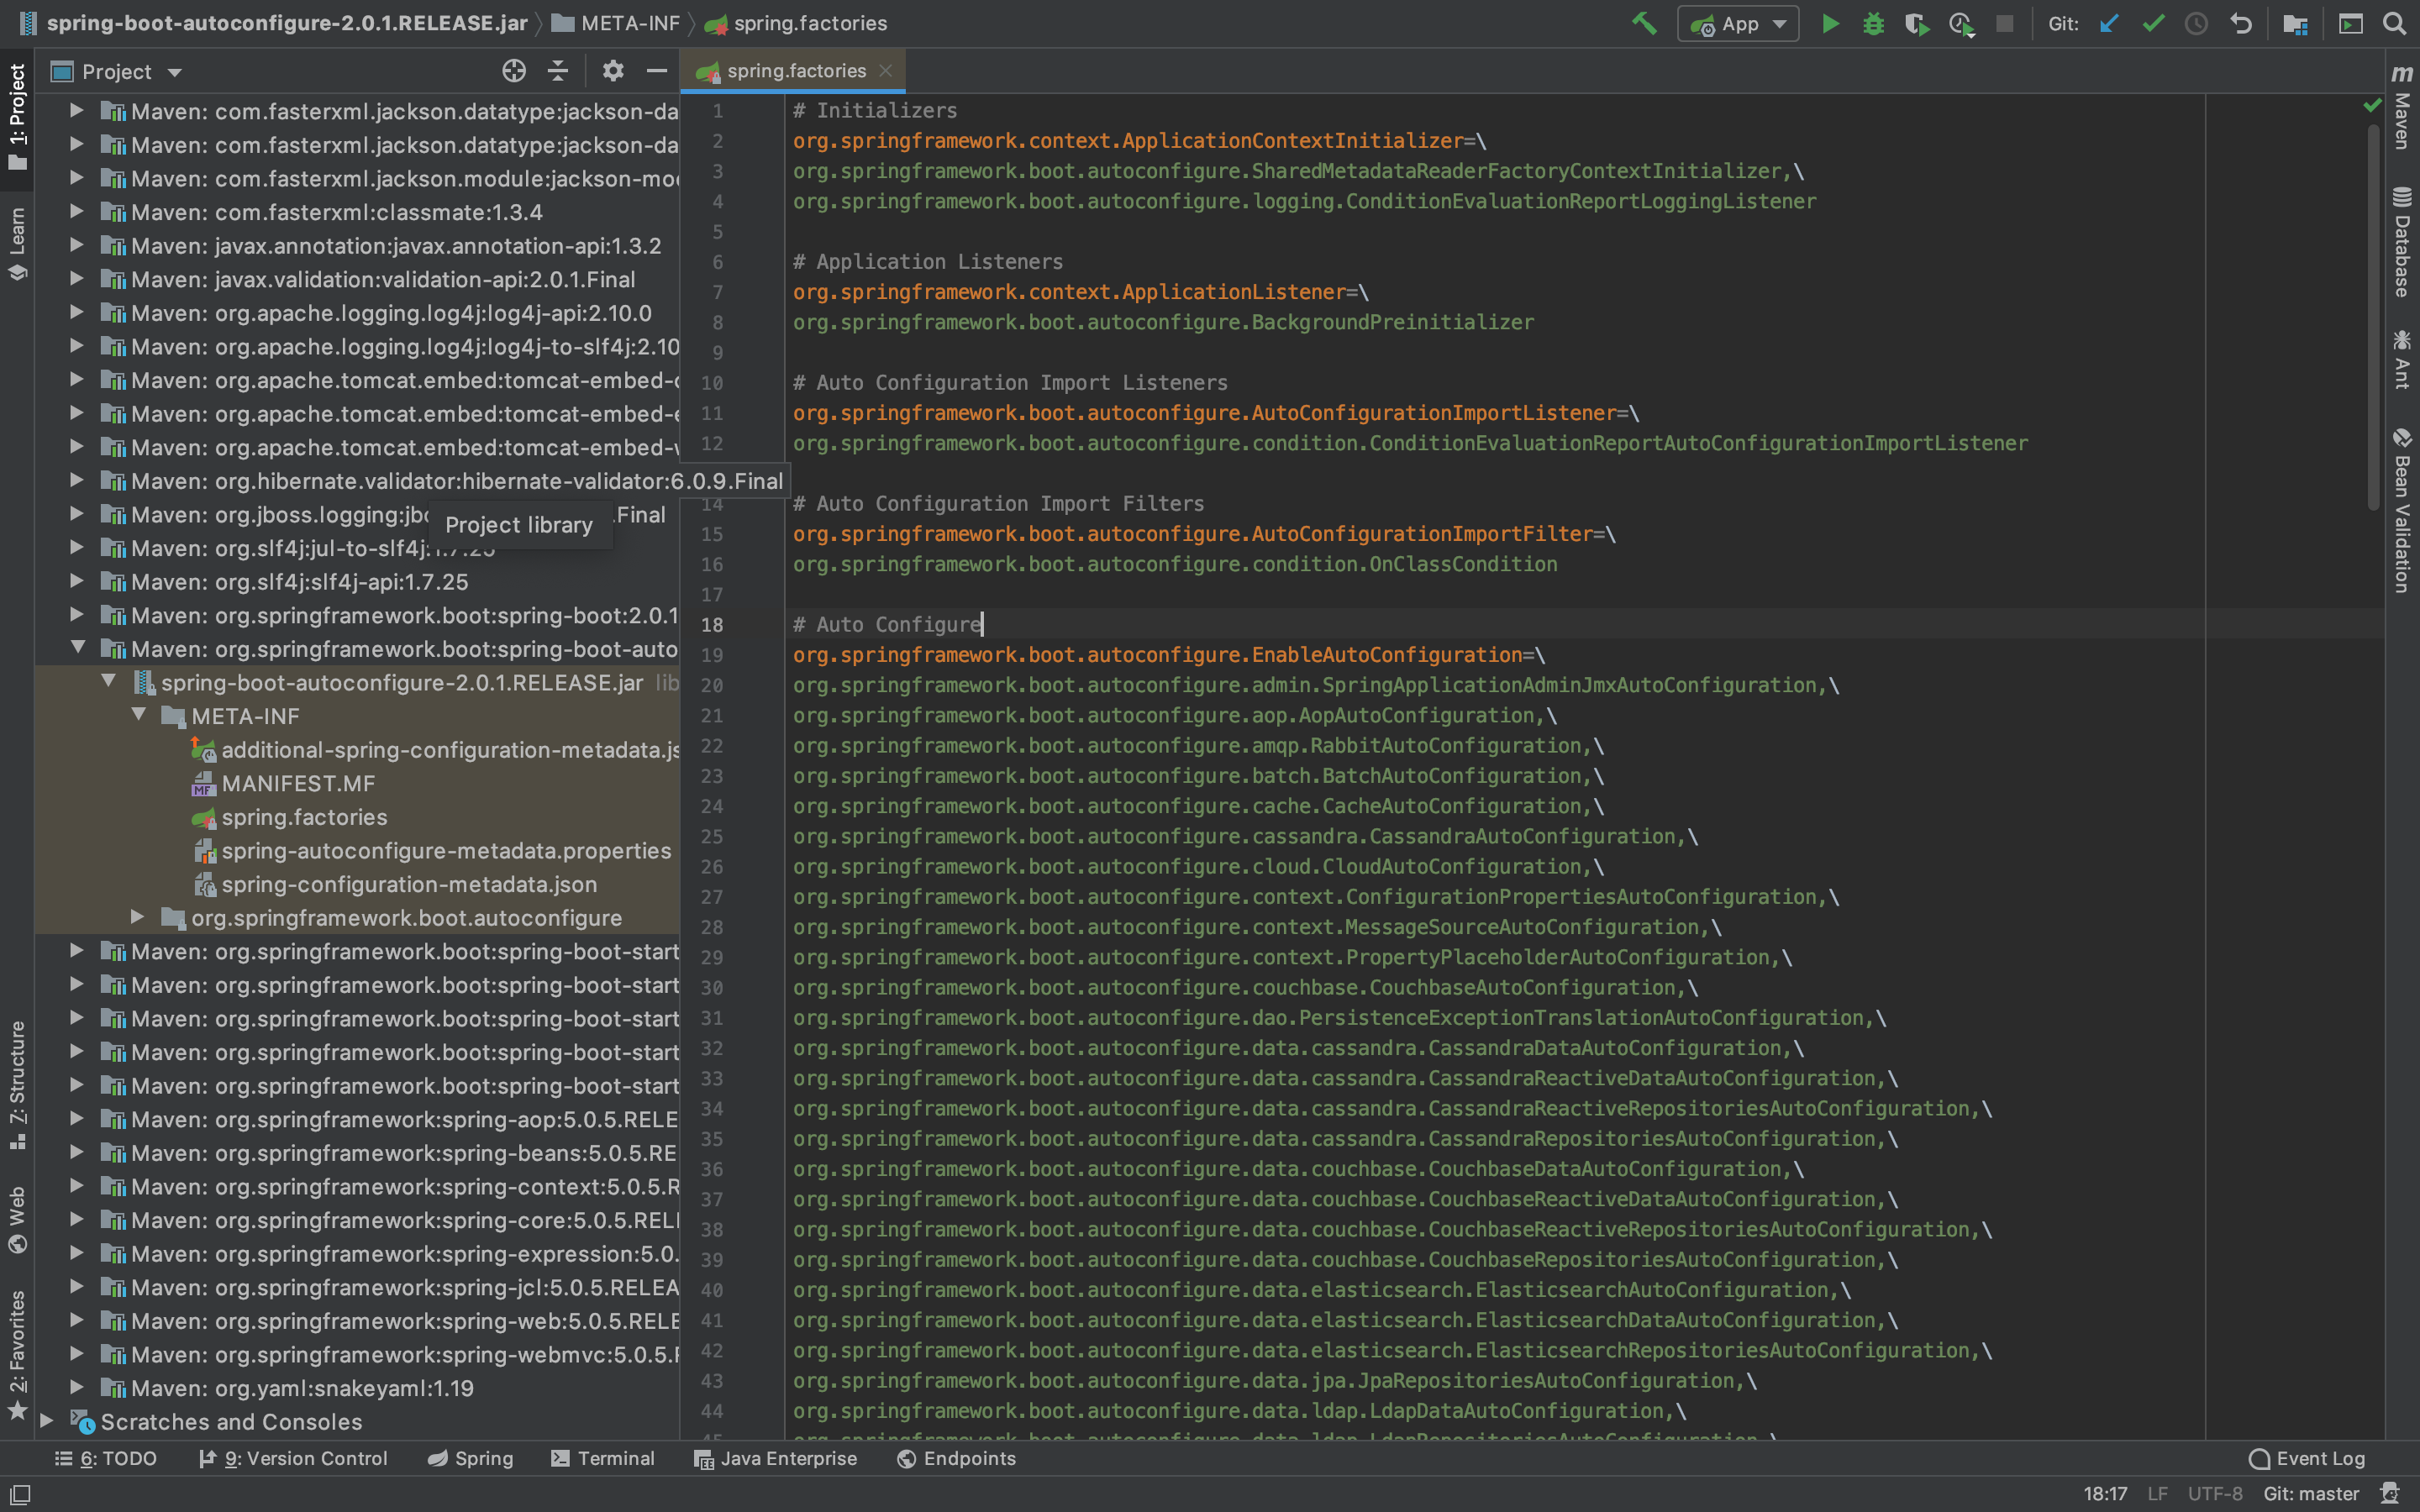 spring-boot-autoconfigure-2.0.1.RELEASE.jar META-INF spring.factories
App Git:
Project
spring.factories
1: Project
Learn
7: Structure
Web
2: Favorites
Maven: com.fasterxml.jackson.datatype:jackson-da
Maven: com.fasterxml.jackson.datatype:jackson-da
Maven: com.fasterxml.jackson.module:jackson-mod
Maven: com.fasterxml:classmate:1.3.4
Maven: javax.annotation:javax.annotation-api:1.3.2
Maven: javax.validation:validation-api:2.0.1.Final
Maven: org.apache.logging.log4j:log4j-api:2.10.0
Maven: org.apache.logging.log4j:log4j-to-slf4j:2.10
Maven: org.apache.tomcat.embed:tomcat-embed-c
Maven: org.apache.tomcat.embed:tomcat-embed-e
Maven: org.apache.tomcat.embed:tomcat-embed-w
Maven: org.hibernate.validator:hibernate-validator:6.0.9.Final
Maven: org.jboss.logging:jb .Final
Project library
Maven: org.slf4j:jul-to-slf4j:1.7.25
Maven: org.slf4j:slf4j-api:1.7.25
Maven: org.springframework.boot:spring-boot:2.0.1
Maven: org.springframework.boot:spring-boot-auto
spring-boot-autoconfigure-2.0.1.RELEASE.jar lib
META-INF
additional-spring-configuration-metadata.js
MANIFEST.MF
spring.factories
spring-autoconfigure-metadata.properties
spring-configuration-metadata.json
org.springframework.boot.autoconfigure
Maven: org.springframework.boot:spring-boot-start
Maven: org.springframework.boot:spring-boot-start
Maven: org.springframework.boot:spring-boot-start
Maven: org.springframework.boot:spring-boot-start
Maven: org.springframework.boot:spring-boot-start
Maven: org.springframework:spring-aop:5.0.5.RELE
Maven: org.springframework:spring-beans:5.0.5.RE
Maven: org.springframework:spring-context:5.0.5.R
Maven: org.springframework:spring-core:5.0.5.RELI
Maven: org.springframework:spring-expression:5.0.
Maven: org.springframework:spring-jcl:5.0.5.RELEA
Maven: org.springframework:spring-web:5.0.5.RELE
Maven: org.springframework:spring-webmvc:5.0.5.F
Maven: org.yaml:snakeyaml:1.19
Scratches and Consoles
1 # Initializers
2 org.springframework.context.ApplicationContextInitializer=\
3 org.springframework.boot.autoconfigure.SharedMetadataReaderFactoryContextInitializer,\
4 org.springframework.boot.autoconfigure.logging.ConditionEvaluationReportLoggingListener
5
6 # Application Listeners
7 org.springframework.context.ApplicationListener=\
8 org.springframework.boot.autoconfigure.BackgroundPreinitializer
9
10 # Auto Configuration Import Listeners
11 org.springframework.boot.autoconfigure.AutoConfigurationImportListener=\
12 org.springframework.boot.autoconfigure.condition.ConditionEvaluationReportAutoConfigurationImportListener
14 # Auto Configuration Import Filters
15 org.springframework.boot.autoconfigure.AutoConfigurationImportFilter=\
16 org.springframework.boot.autoconfigure.condition.OnClassCondition
17
18 # Auto Configure
19 org.springframework.boot.autoconfigure.EnableAutoConfiguration=\
20 org.springframework.boot.autoconfigure.admin.SpringApplicationAdminJmxAutoConfiguration,\
21 org.springframework.boot.autoconfigure.aop.AopAutoConfiguration,\
22 org.springframework.boot.autoconfigure.amqp.RabbitAutoConfiguration,\
23 org.springframework.boot.autoconfigure.batch.BatchAutoConfiguration,\
24 org.springframework.boot.autoconfigure.cache.CacheAutoConfiguration,\
25 org.springframework.boot.autoconfigure.cassandra.CassandraAutoConfiguration,\
26 org.springframework.boot.autoconfigure.cloud.CloudAutoConfiguration,\
27 org.springframework.boot.autoconfigure.context.ConfigurationPropertiesAutoConfiguration,\
28 org.springframework.boot.autoconfigure.context.MessageSourceAutoConfiguration,\
29 org.springframework.boot.autoconfigure.context.PropertyPlaceholderAutoConfiguration,\
30 org.springframework.boot.autoconfigure.couchbase.CouchbaseAutoConfiguration,\
31 org.springframework.boot.autoconfigure.dao.PersistenceExceptionTranslationAutoConfiguration,\
32 org.springframework.boot.autoconfigure.data.cassandra.CassandraDataAutoConfiguration,\
33 org.springframework.boot.autoconfigure.data.cassandra.CassandraReactiveDataAutoConfiguration,\
34 org.springframework.boot.autoconfigure.data.cassandra.CassandraReactiveRepositoriesAutoConfiguration,\
35 org.springframework.boot.autoconfigure.data.cassandra.CassandraRepositoriesAutoConfiguration,\
36 org.springframework.boot.autoconfigure.data.couchbase.CouchbaseDataAutoConfiguration,\
37 org.springframework.boot.autoconfigure.data.couchbase.CouchbaseReactiveDataAutoConfiguration,\
38 org.springframework.boot.autoconfigure.data.couchbase.CouchbaseReactiveRepositoriesAutoConfiguration,\
39 org.springframework.boot.autoconfigure.data.couchbase.CouchbaseRepositoriesAutoConfiguration,\
40 org.springframework.boot.autoconfigure.data.elasticsearch.ElasticsearchAutoConfiguration,\
41 org.springframework.boot.autoconfigure.data.elasticsearch.ElasticsearchDataAutoConfiguration,\
42 org.springframework.boot.autoconfigure.data.elasticsearch.ElasticsearchRepositoriesAutoConfiguration,\
43 org.springframework.boot.autoconfigure.data.jpa.JpaRepositoriesAutoConfiguration,\
44 org.springframework.boot.autoconfigure.data.ldap.LdapDataAutoConfiguration,\
45 org.springframework.boot.autoconfigure.data.ldap.LdapRepositoriesAutoConfiguration,\
Maven
Database
Ant
Bean Validation
6: TODO 9: Version Control Spring Terminal Java Enterprise Endpoints Event Log
18:17 LF UTF-8 Git: master